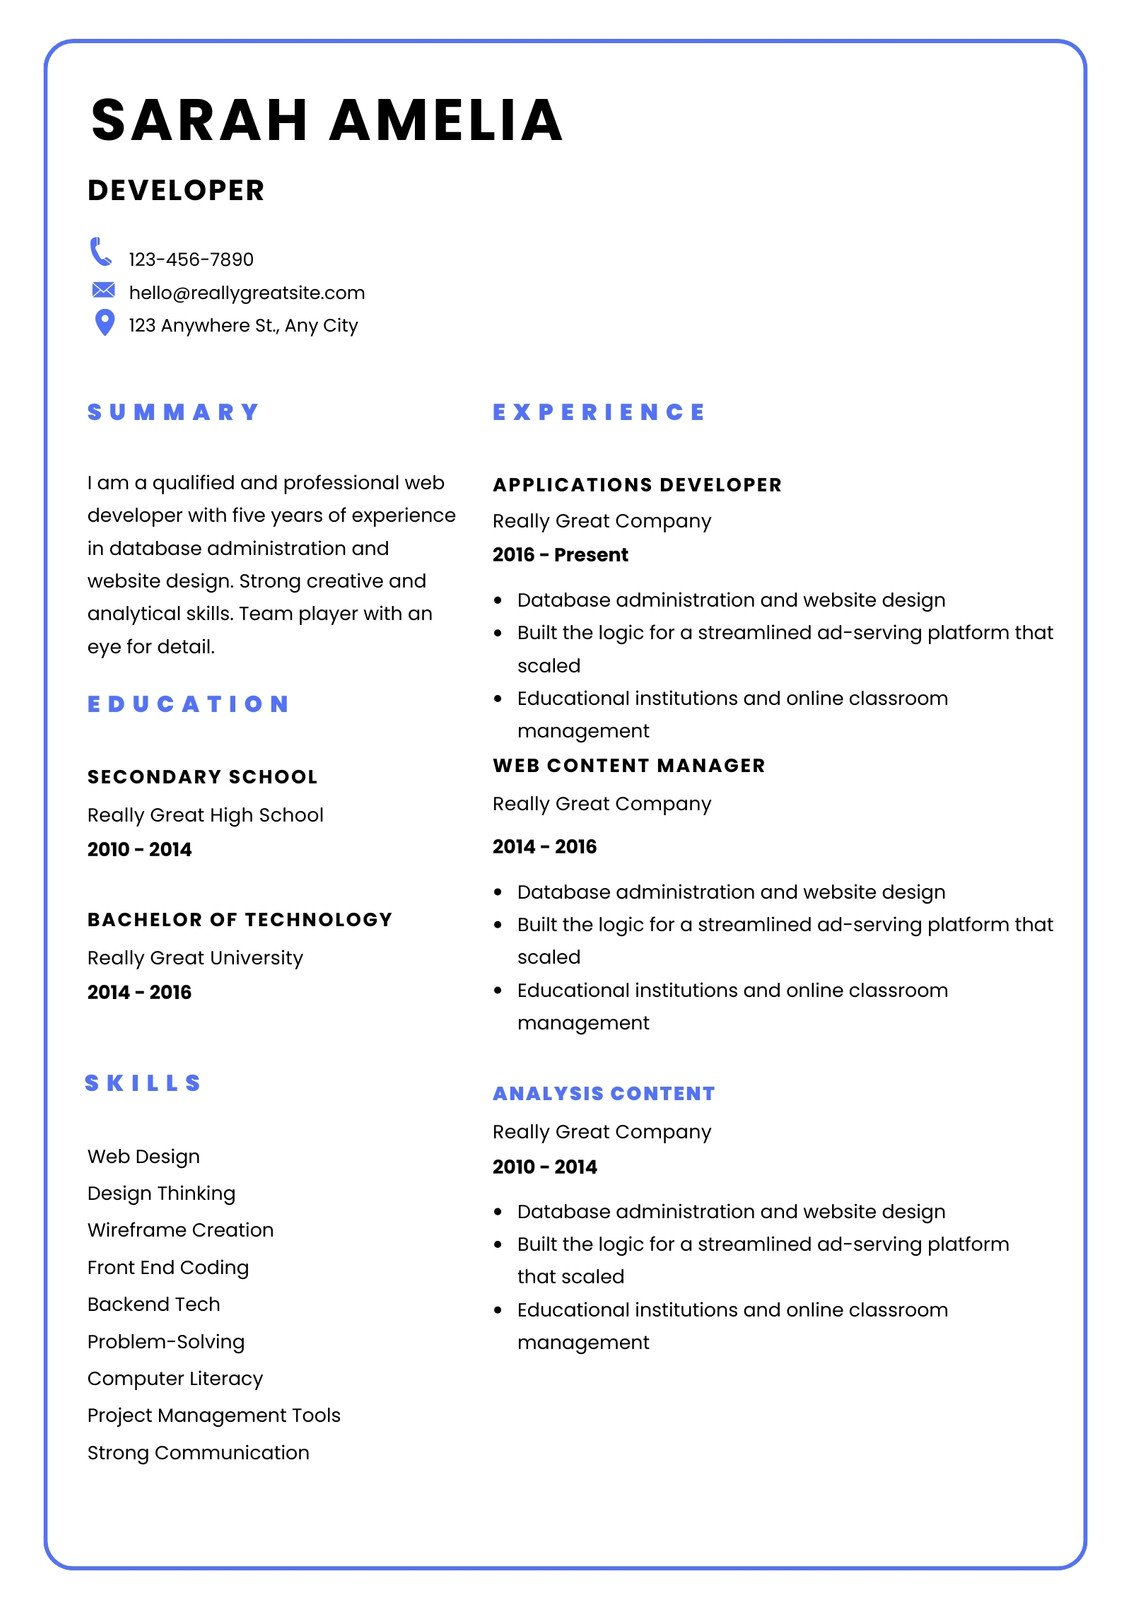 SARAH AMELIA
DEVELOPER
123-456-7890
hello@reallygreatsite.com
123 Anywhere St., Any City
SUMMARY
I am a qualified and professional web
developer with five years of experience
in database administration and
website design. Strong creative and
analytical skills. Team player with an
eye for detail.
EDUCATION
SECONDARY SCHOOL
Really Great High School
2010 - 2014
BACHELOR OF TECHNOLOGY
Really Great University
2014 - 2016
SKILLS
Web Design
Design Thinking
Wireframe Creation
Front End Coding
Backend Tech
Problem-Solving
Computer Literacy
Project Management Tools
Strong Communication
EXPERIENCE
APPLICATIONS DEVELOPER
Really Great Company
2016 - Present
• Database administration and website design
• Built the logic for a streamlined ad-serving platform that
scaled
• Educational institutions and online classroom
management
WEB CONTENT MANAGER
Really Great Company
2014 - 2016
• Database administration and website design
• Built the logic for a streamlined ad-serving platform that
scaled
• Educational institutions and online classroom
management
ANALYSIS CONTENT
Really Great Company
2010 - 2014
• Database administration and website design
• Built the logic for a streamlined ad-serving platform
that scaled
• Educational institutions and online classroom
management